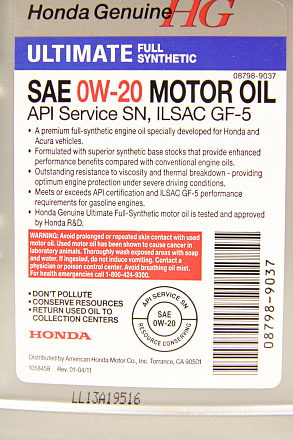 Honda Genuine HG
ULTIMATE FULL SYNTHETIC
08798-9037
SAE 0W-20 MOTOR OIL
API Service SN, ILSAC GF-5
• A premium full-synthetic engine oil specially developed for Honda and
Acura vehicles.
• Formulated with superior synthetic base stocks that provide enhanced
performance benefits compared with conventional engine oils.
• Outstanding resistance to viscosity and thermal breakdown - providing
optimum engine protection under severe driving conditions.
• Meets or exceeds API certification and ILSAC GF-5 performance
requirements for gasoline engines.
• Honda Genuine Ultimate Full-Synthetic motor oil is tested and approved
by Honda R&D.
WARNING: Avoid prolonged or repeated skin contact with used
motor oil. Used motor oil has been shown to cause cancer in
laboratory animals. Thoroughly wash exposed areas with soap
and water. If ingested, do not induce vomiting. Contact a
physician or poison control center. Avoid breathing oil mist.
For health emergencies call 1-800-424-9300.
• DON'T POLLUTE
• CONSERVE RESOURCES
• RETURN USED OIL TO
COLLECTION CENTERS
API SERVICE SN
SAE
0W-20
RESOURCE CONSERVING
08798-9037
HONDA
Distributed by American Honda Motor Co., Inc. Torrance, CA 90501
105845B Rev. 01-04/11
LL13A19516